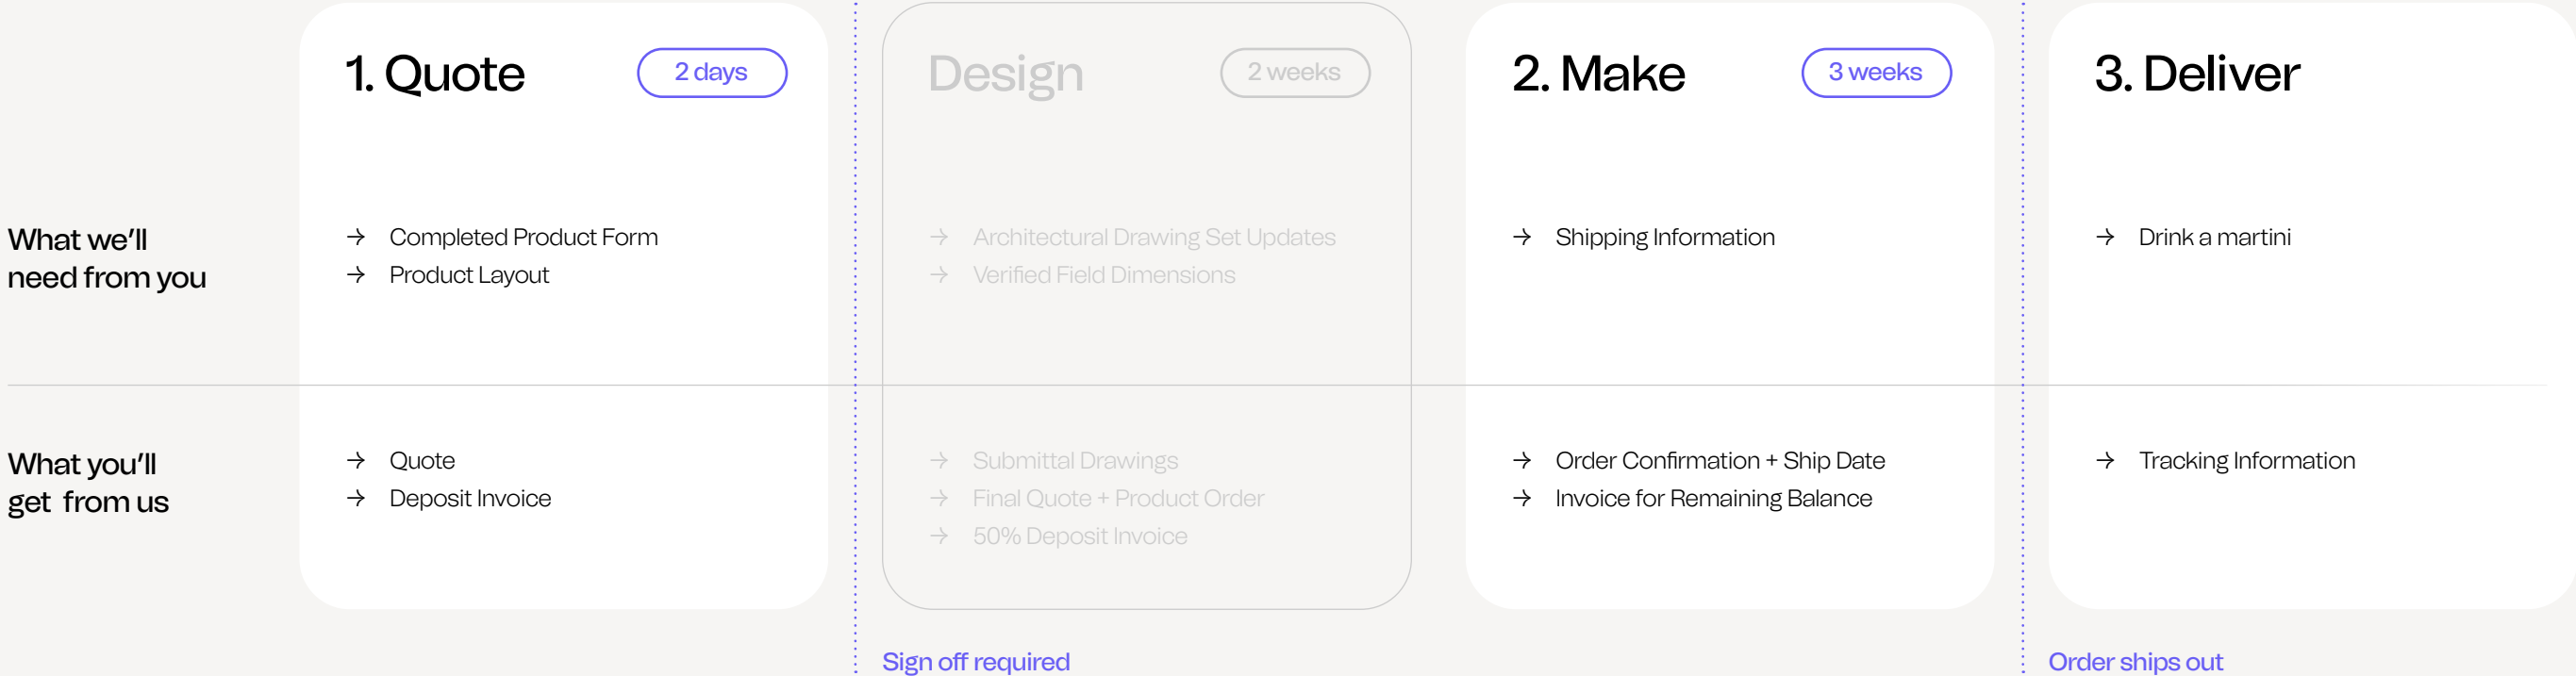 1. Quote
2 days
Design
2 weeks
2. Make
3 weeks
3. Deliver
What we'll
need from you
→ Completed Product Form
→ Product Layout
→ Architectural Drawing Set Updates
→ Verified Field Dimensions
→ Shipping Information
→ Drink a martini
What you'll
get from us
→ Quote
→ Deposit Invoice
→ Submittal Drawings
→ Final Quote + Product Order
→ 50% Deposit Invoice
→ Order Confirmation + Ship Date
→ Invoice for Remaining Balance
→ Tracking Information
Sign off required
Order ships out